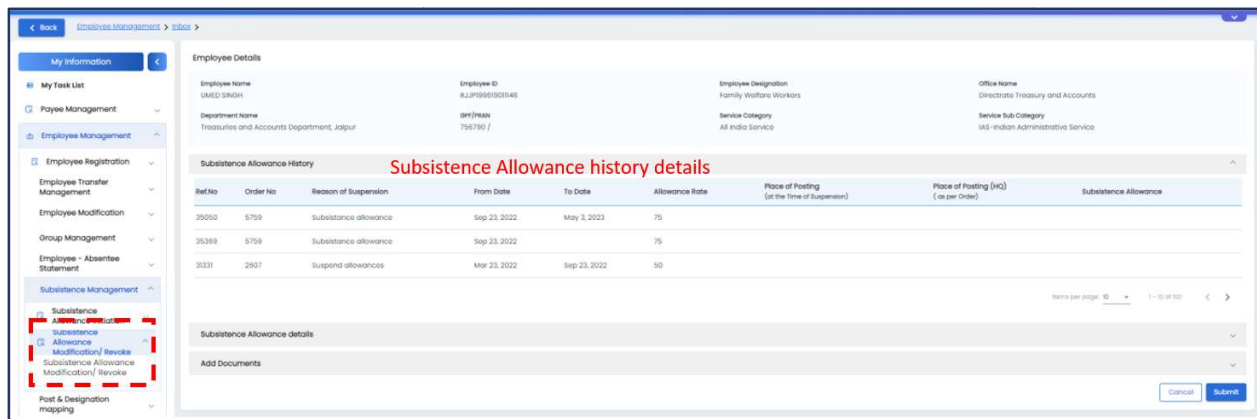 Back
Employee Management > Inbox >
My Information
My Task List
Payee Management
Employee Management
Employee Registration
Employee Transfer
Management
Employee Modification
Group Management
Employee - Absentee
Statement
Subsistence Management
Subsistence
Subsistence
Allowance
Modification/ Revoke
Subsistence Allowance
Modification/ Revoke
Post & Designation
mapping
Employee Details
Employee Name Employee ID Employee Designation Office Name
UMED SINGH RJJP199619011146 Family Welfare Workers Directrate Treasury and Accounts
Department Name GPF/PRAN Service Category Service Sub Category
Treasuries and Accounts Department, Jaipur 756790 / All India Service IAS-Indian Administrative Service
Subsistence Allowance History
Subsistence Allowance history details
Ref.No Order No Reason of Suspension From Date To Date Allowance Rate Place of Posting (at the Time of Suspension) Place of Posting (HQ) ( as per Order) Subsistence Allowance
35050 5759 Subsistance allowance Sep 23, 2022 May 3, 2023 75
35369 5759 Subsistance allowance Sep 23, 2022 75
31331 2607 Suspend allowances Mar 23, 2022 Sep 23, 2022 50
Items per page: 10 1 - 10 of 100
Subsistence Allowance details
Add Documents
Cancel Submit